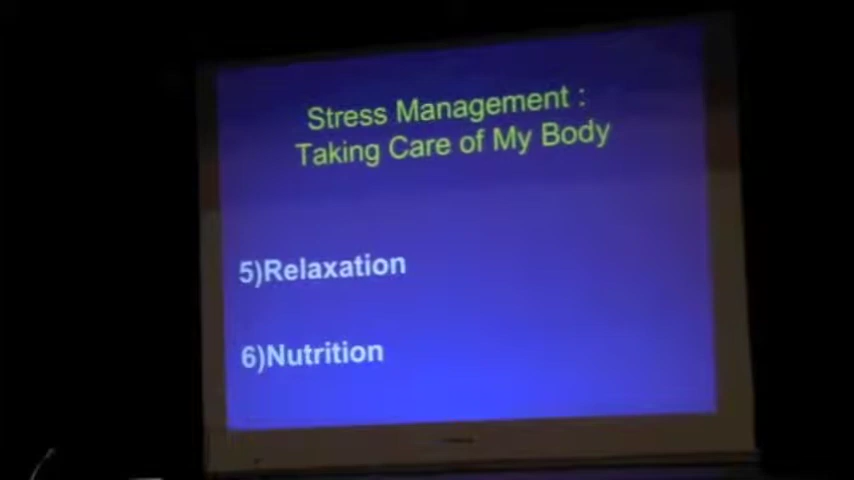 Stress Management :
Taking Care of My Body
5)Relaxation
6)Nutrition